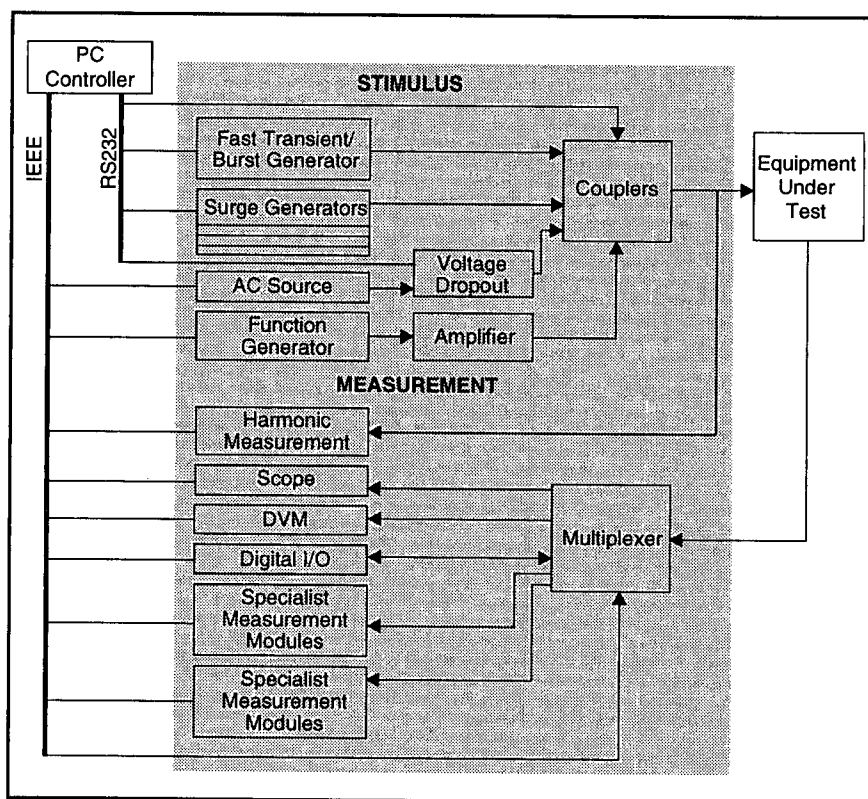 PC
Controller
STIMULUS
IEEE
RS232
Fast Transient/
Burst Generator
Couplers
Equipment
Under
Test
Surge Generators
Voltage
Dropout
AC Source
Function
Generator
Amplifier
MEASUREMENT
Harmonic
Measurement
Scope
DVM
Multiplexer
Digital I/O
Specialist
Measurement
Modules
Specialist
Measurement
Modules